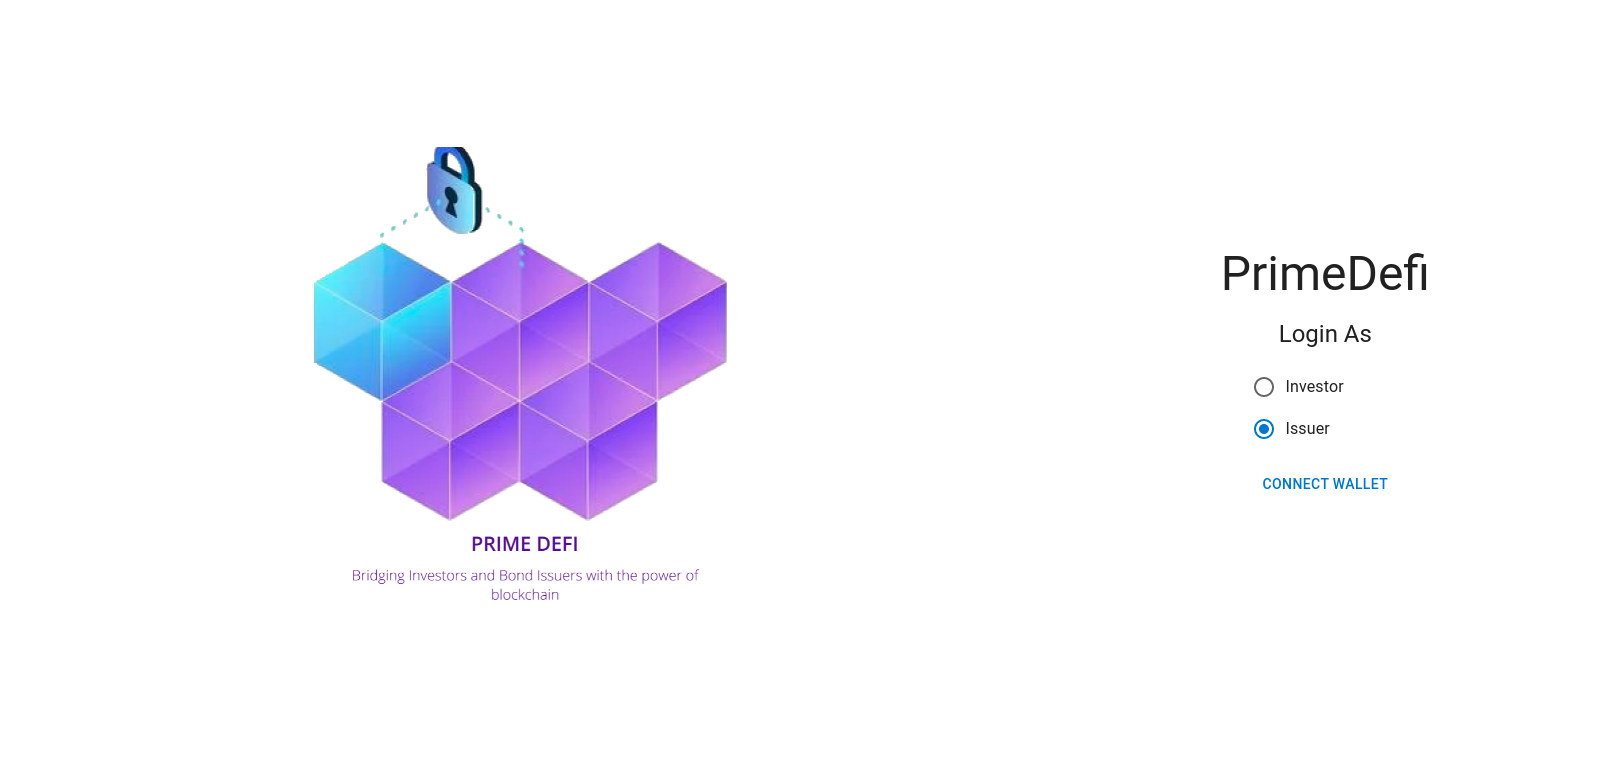 PRIME DEFI
Bridging Investors and Bond Issuers with the power of
blockchain
PrimeDefi
Login As
Investor
Issuer
CONNECT WALLET